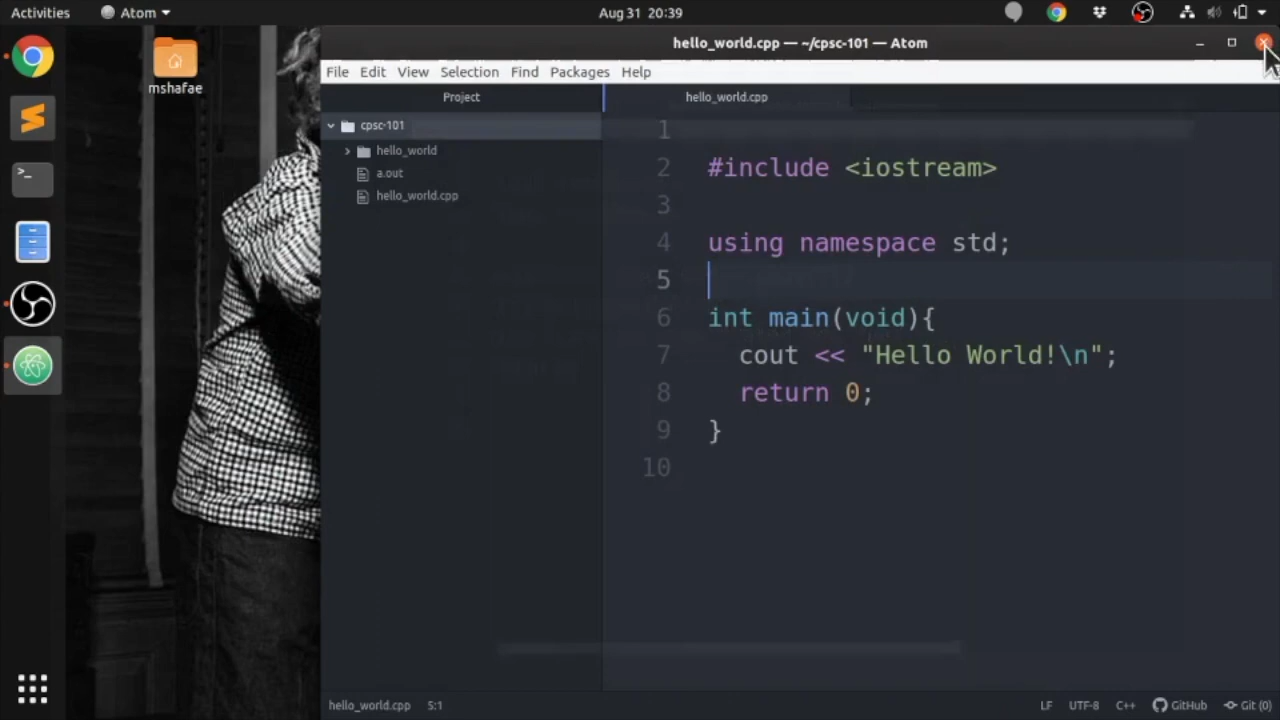 Activities
Atom
Aug 31 20:39
mshafae
hello_world.cpp — ~/cpsc-101 — Atom
File Edit View Selection Find Packages Help
Project
hello_world.cpp
cpsc-101
hello_world
a.out
hello_world.cpp
1
2 #include <iostream>
3
4 using namespace std;
5
6 int main(void){
7 cout << "Hello World!\n";
8 return 0;
9 }
10
hello_world.cpp 5:1
LF UTF-8 C++ GitHub Git (0)